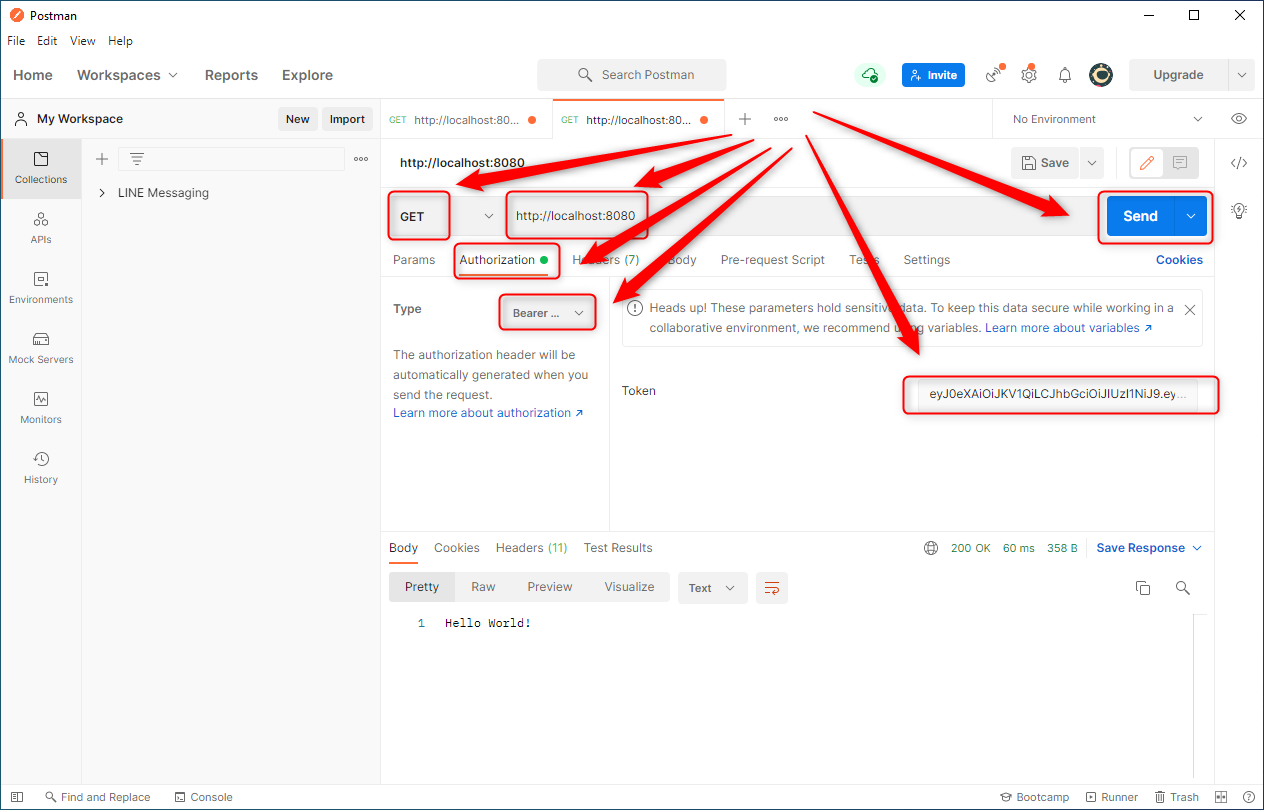 Postman
File Edit View Help
Home Workspaces Reports Explore Search Postman Invite Upgrade
My Workspace New Import GET http://localhost:80... GET http://localhost:80... No Environment
http://localhost:8080 Save
Collections
LINE Messaging
GET http://localhost:8080 Send
APIs
Params Authorization Headers (7) Body Pre-request Script Tests Settings Cookies
Environments
Type Bearer ... Heads up! These parameters hold sensitive data. To keep this data secure while working in a
collaborative environment, we recommend using variables. Learn more about variables
Mock Servers
The authorization header will be
automatically generated when you
send the request.
Learn more about authorization
Token eyJ0eXAiOiJKV1QiLCJhbGciOiJIUzI1NiJ9.ey...
Monitors
History
Body Cookies Headers (11) Test Results 200 OK 60 ms 358 B Save Response
Pretty Raw Preview Visualize Text
1 Hello World!
Find and Replace Console Bootcamp Runner Trash